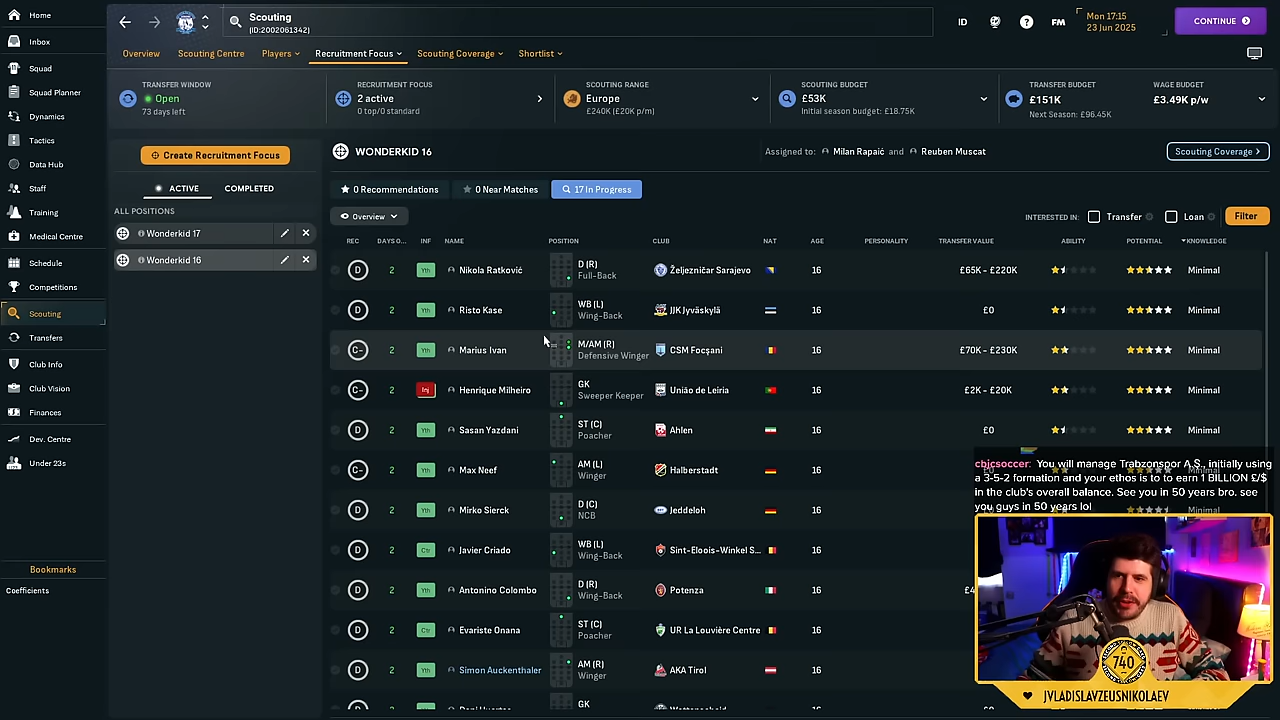 Home
Scouting
(ID:2002061342)
ID
FM
Mon 17:15
23 Jun 2025
CONTINUE
Inbox
Overview
Scouting Centre
Players
Recruitment Focus
Scouting Coverage
Shortlist
Squad
Squad Planner
Dynamics
Tactics
Data Hub
Staff
Training
Medical Centre
Schedule
Competitions
Scouting
Transfers
Club Info
Club Vision
Finances
Dev. Centre
Under 23s
Bookmarks
Coefficients
TRANSFER WINDOW
Open
73 days left
RECRUITMENT FOCUS
2 active
0 top/0 standard
SCOUTING RANGE
Europe
£240K (£20K p/m)
SCOUTING BUDGET
£53K
Initial season budget: £18.75K
TRANSFER BUDGET
£151K
Next Season: £96.45K
WAGE BUDGET
£3.49K p/w
Create Recruitment Focus
ACTIVE
COMPLETED
ALL POSITIONS
Wonderkid 17
Wonderkid 16
WONDERKID 16
Assigned to: Milan Rapaić and Reuben Muscat
Scouting Coverage >
0 Recommendations
0 Near Matches
17 In Progress
Overview
INTERESTED IN: Transfer Loan Filter
REC DAYS O... INF NAME POSITION CLUB NAT AGE PERSONALITY TRANSFER VALUE ABILITY POTENTIAL KNOWLEDGE
D 2 Yth Nikola Ratković D (R) Full-Back Željezničar Sarajevo 16 £65K - £220K Minimal
D 2 Yth Risto Kase WB (L) Wing-Back JJK Jyväskylä 16 £0 Minimal
C- 2 Yth Marius Ivan M/AM (R) Defensive Winger CSM Focșani 16 £70K - £230K Minimal
C- 2 Inj Henrique Milheiro GK Sweeper Keeper União de Leiria 16 £2K - £20K Minimal
D 2 Yth Sasan Yazdani ST (C) Poacher Ahlen 16 £0 Minimal
C- 2 Yth Max Neef AM (L) Winger Halberstadt 16
D 2 Yth Mirko Sierck D (C) NCB Jeddeloh 16
D 2 Ctr Javier Criado WB (L) Wing-Back Sint-Eloois-Winkel S... 16
D 2 Yth Antonino Colombo D (R) Wing-Back Potenza 16
D 2 Ctr Evariste Onana ST (C) Poacher UR La Louvière Centre 16
D 2 Yth Simon Auckenthaler AM (R) Winger AKA Tirol 16
GK
cbjcsoccer: You will manage Trabzonspor A.Ş., initially using
a 3-5-2 formation and your ethos is to to earn 1 BILLION £/$
in the club's overall balance. See you in 50 years bro. see
you guys in 50 years lol
740
JVLADISLAVZEUSNIKOLAEV